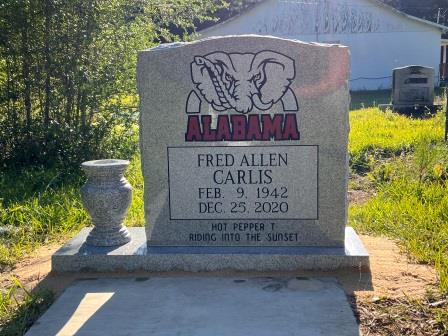 ALABAMA
FRED ALLEN
CARLIS
FEB. 9, 1942
DEC. 25, 2020
HOT PEPPER T
RIDING INTO THE SUNSET